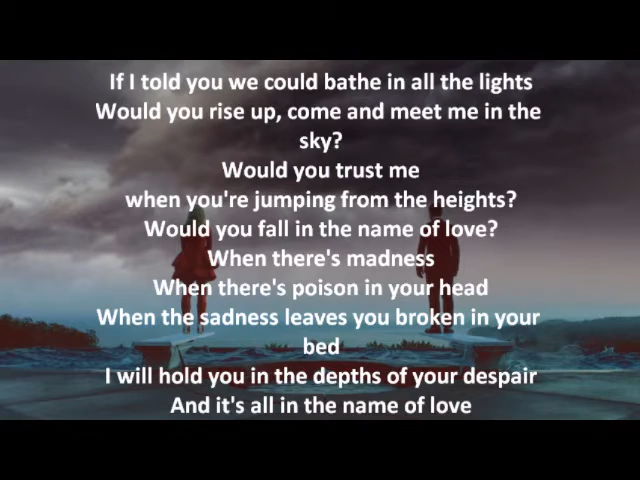 If I told you we could bathe in all the lights
Would you rise up, come and meet me in the
sky?
Would you trust me
when you're jumping from the heights?
Would you fall in the name of love?
When there's madness
When there's poison in your head
When the sadness leaves you broken in your
bed
I will hold you in the depths of your despair
And it's all in the name of love